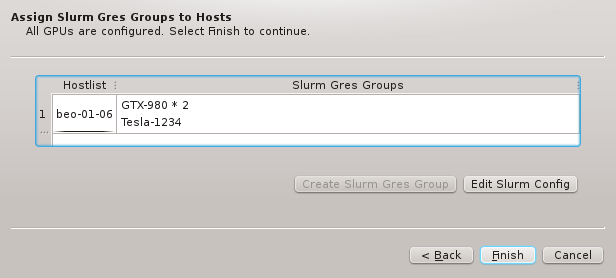 Assign Slurm Gres Groups to Hosts
All GPUs are configured. Select Finish to continue.
Hostlist Slurm Gres Groups
1 beo-01-06 GTX-980 * 2
Tesla-1234
...
Create Slurm Gres Group Edit Slurm Config
< Back Finish Cancel